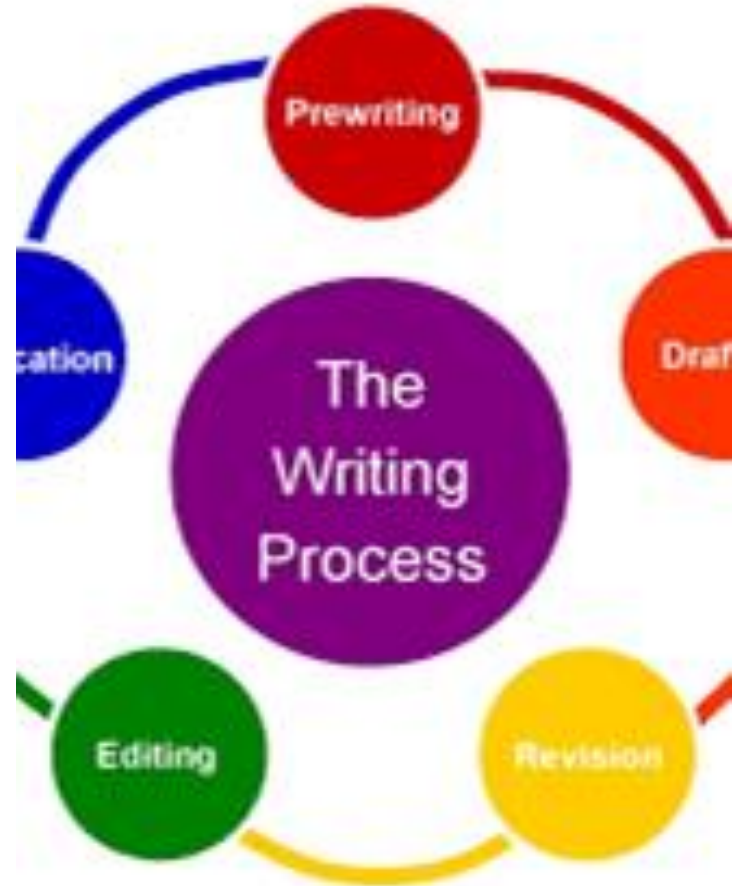 Prewriting
cation
Draf
The
Writing
Process
Editing
Revision